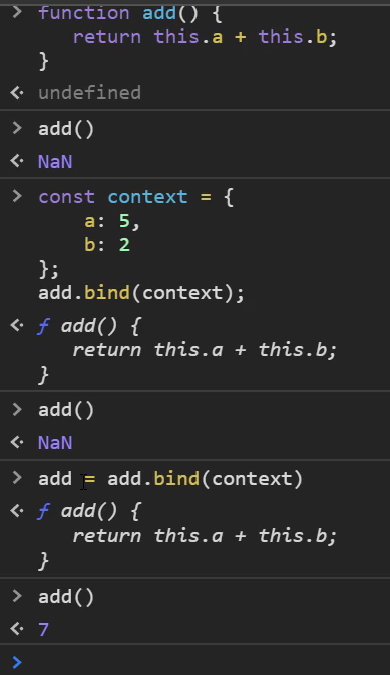 > function add() {
return this.a + this.b;
}
<· undefined
> add()
<· NaN
> const context = {
a: 5,
b: 2
};
add.bind(context);
<· ƒ add() {
return this.a + this.b;
}
> add()
<· NaN
> add = add.bind(context)
<· ƒ add() {
return this.a + this.b;
}
> add()
<· 7
>